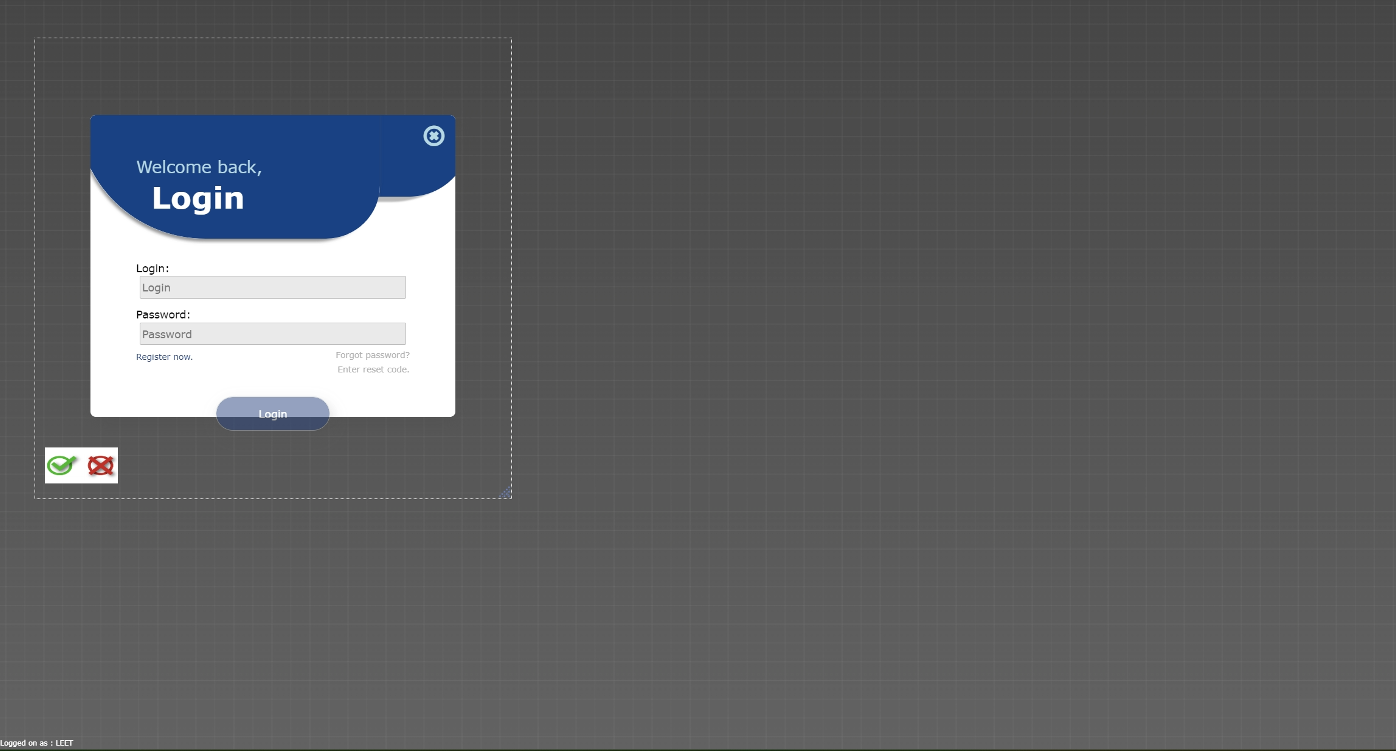 Welcome back,
Login
Login:
Login
Password:
Password
Register now.
Forgot password?
Enter reset code.
Login
Logged on as : LEET